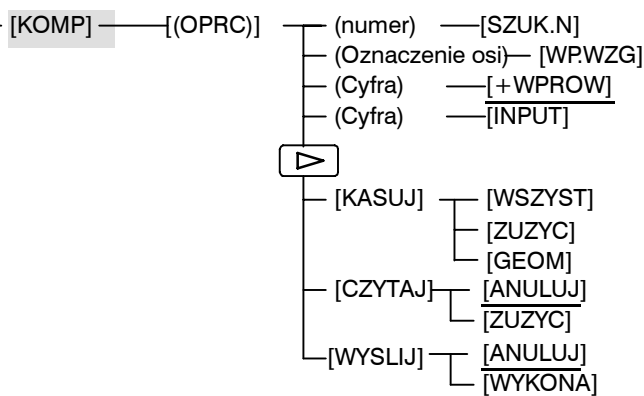 [KOMP] [(OPRC)] (numer) [SZUK.N]
(Oznaczenie osi) [WP.WZG]
(Cyfra) [+WPROW]
(Cyfra) [INPUT]
[KASUJ] [WSZYST]
[ZUZYC]
[GEOM]
[CZYTAJ] [ANULUJ]
[ZUZYC]
[WYSLIJ] [ANULUJ]
[WYKONA]